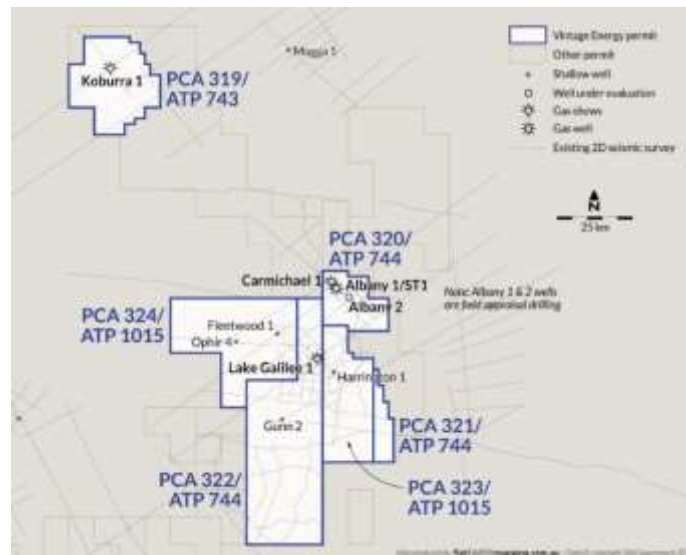 Vintage Energy permit
Other permit
Shallow well
Well under evaluation
Gas shows
Gas well
Existing 2D seismic survey
Koburra 1
PCA 319/
ATP 743
N
25 km
PCA 320/
ATP 744
Carmichael 1
Albany 1/ST1
Albany 2
Note: Albany 1 & 2 wells
are field appraisal drilling
PCA 324/
ATP 1015
Fleetwood 1
Ophir 4
Lake Galilee 1
Harrington 1
Gunn 2
PCA 321/
ATP 744
PCA 322/
ATP 744
PCA 323/
ATP 1015